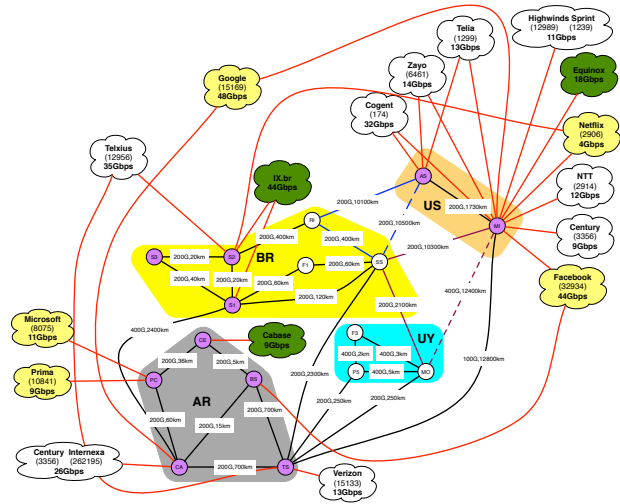 Telia
(1299)
13Gbps
Highwinds Sprint
(12989) (1239)
11Gbps
Zayo
(6461)
14Gbps
Google
(15169)
48Gbps
Equinox
18Gbps
Cogent
(174)
32Gbps
Netflix
(2906)
4Gbps
Telxius
(12956)
35Gbps
IX.br
44Gbps
NTT
(2914)
12Gbps
AS
US
200G,1730km
MI
200G,10100km
200G,10500km
Century
(3356)
9Gbps
RI
200G,400km
200G,400km
BR
200G,10300km
S3
200G,20km
S2
F1
200G,60km
SS
Facebook
(32934)
44Gbps
200G,40km
200G,20km
200G,60km
S1
200G,120km
400G,12400km
200G,2100km
Microsoft
(8075)
11Gbps
400G,2400km
Cabase
9Gbps
UY
CE
F3
400G,2km
400G,3km
100G,12800km
200G,36km
200G,5km
200G,2300km
Prima
(10841)
9Gbps
PC
BS
P5
400G,5km
MO
AR
200G,250km
200G,250km
200G,60km
200G,15km
200G,700km
Century Internexa
(3356) (262195)
26Gbps
CA
200G,700km
TS
Verizon
(15133)
13Gbps